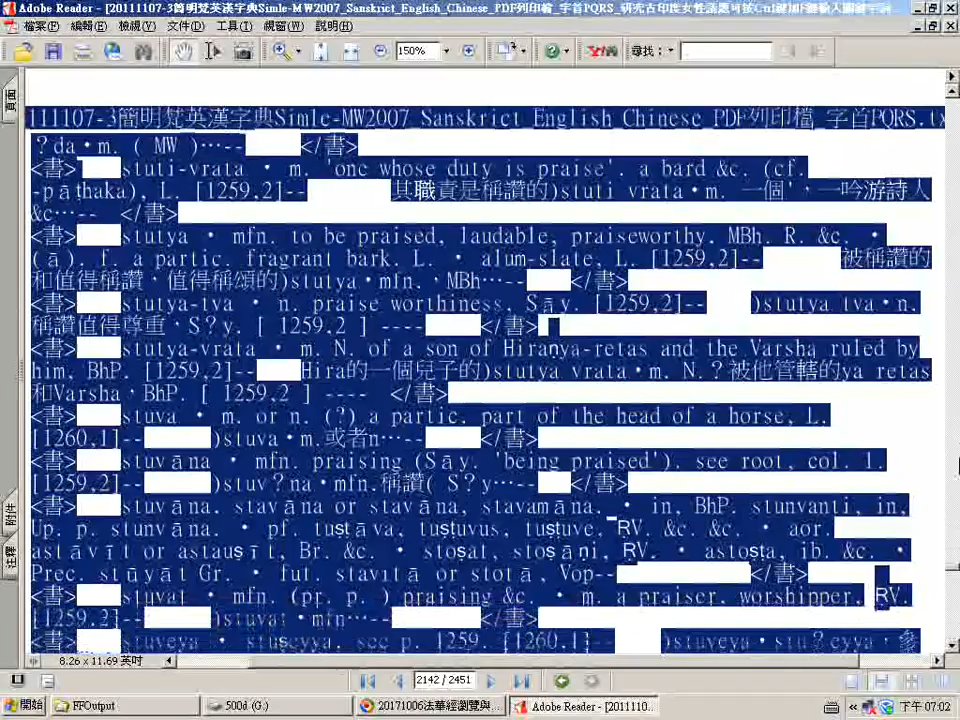 Adobe Reader - [20111107-3簡明梵英漢字典Simle-MW2007_Sanskrict_English_Chinese_PDF列印檔_字首PQRS_研究古印度女性議題可按Ctrl鍵加F鍵輸入關鍵字詞
檔案(F) 編輯(E) 檢視(V) 文件(D) 工具(T) 視窗(W) 說明(H)
150% 尋找：
頁面
111107-3簡明梵英漢字典Simle-MW2007_Sanskrict_English_Chinese_PDF列印檔_字首PQRS.tx
？da‧m. ( MW )…-- </書>
<書> stuti-vrata ‧ m. 'one whose duty is praise'. a bard &c. (cf.
-pāṭhaka), L. [1259,2]-- 其職責是稱讚的)stuti vrata‧m. 一個'，一吟游詩人
&c…-- </書>
<書> stutya ‧ mfn. to be praised, laudable, praiseworthy. MBh. R. &c. ‧
(ā). f. a partic. fragrant bark, L. ‧ alum-slate, L. [1259,2]-- 被稱讚的
和值得稱讚，值得稱頌的)stutya‧mfn.，MBh…-- </書>
<書> stutya-tva ‧ n. praise worthiness, Sāy. [1259,2]-- )stutya tva‧n.
稱讚值得尊重，S？y. [ 1259,2 ] ---- </書>
<書> stutya-vrata ‧ m. N. of a son of Hiraṇya-retas and the Varsha ruled by
him, BhP. [1259,2]-- Hira的一個兒子的)stutya vrata‧m. N.？被他管轄的ya retas
和Varsha，BhP. [ 1259,2 ] ---- </書>
<書> stuva ‧ m. or n. (?) a partic. part of the head of a horse, L.
[1260,1]-- )stuva‧m.或者n…-- </書>
<書> stuvāna ‧ mfn. praising (Sāy. 'being praised'). see root, col. 1.
[1259,2]-- )stuv？na‧mfn.稱讚( S？y…-- </書>
<書> stuvāna. stavāna or stavāna, stavamāna. ‧ in, BhP. stunvanti, in,
Up. p. stunvāna. ‧ pf. tuṣṭāva, tuṣṭuvus, tuṣṭuve, RV. &c. &c. ‧ aor.
astāvīt or astauṣīt, Br. &c. ‧ stoṣat, stoṣāṇi, RV. ‧ astoṣṭa, ib. &c. ‧
Prec. stūyāt Gr. ‧ fut. stavitā or stotā, Vop-- </書>
<書> stuvat ‧ mfn. (pr. p. ) praising &c. ‧ m. a praiser, worshipper, RV.
[1259,2]-- )stuvat‧mfn…-- </書>
<書> stuveya ‧ stuṣeyya, see p. 1259. [1260,1]-- )stuveya‧stu？eyya，參
附件
註釋
8.26 x 11.69 英吋
2142 / 2451
開始 FFOutput 500d (G:) 20171006法華經瀏覽與... Adobe Reader - [2011110... 下午 07:02